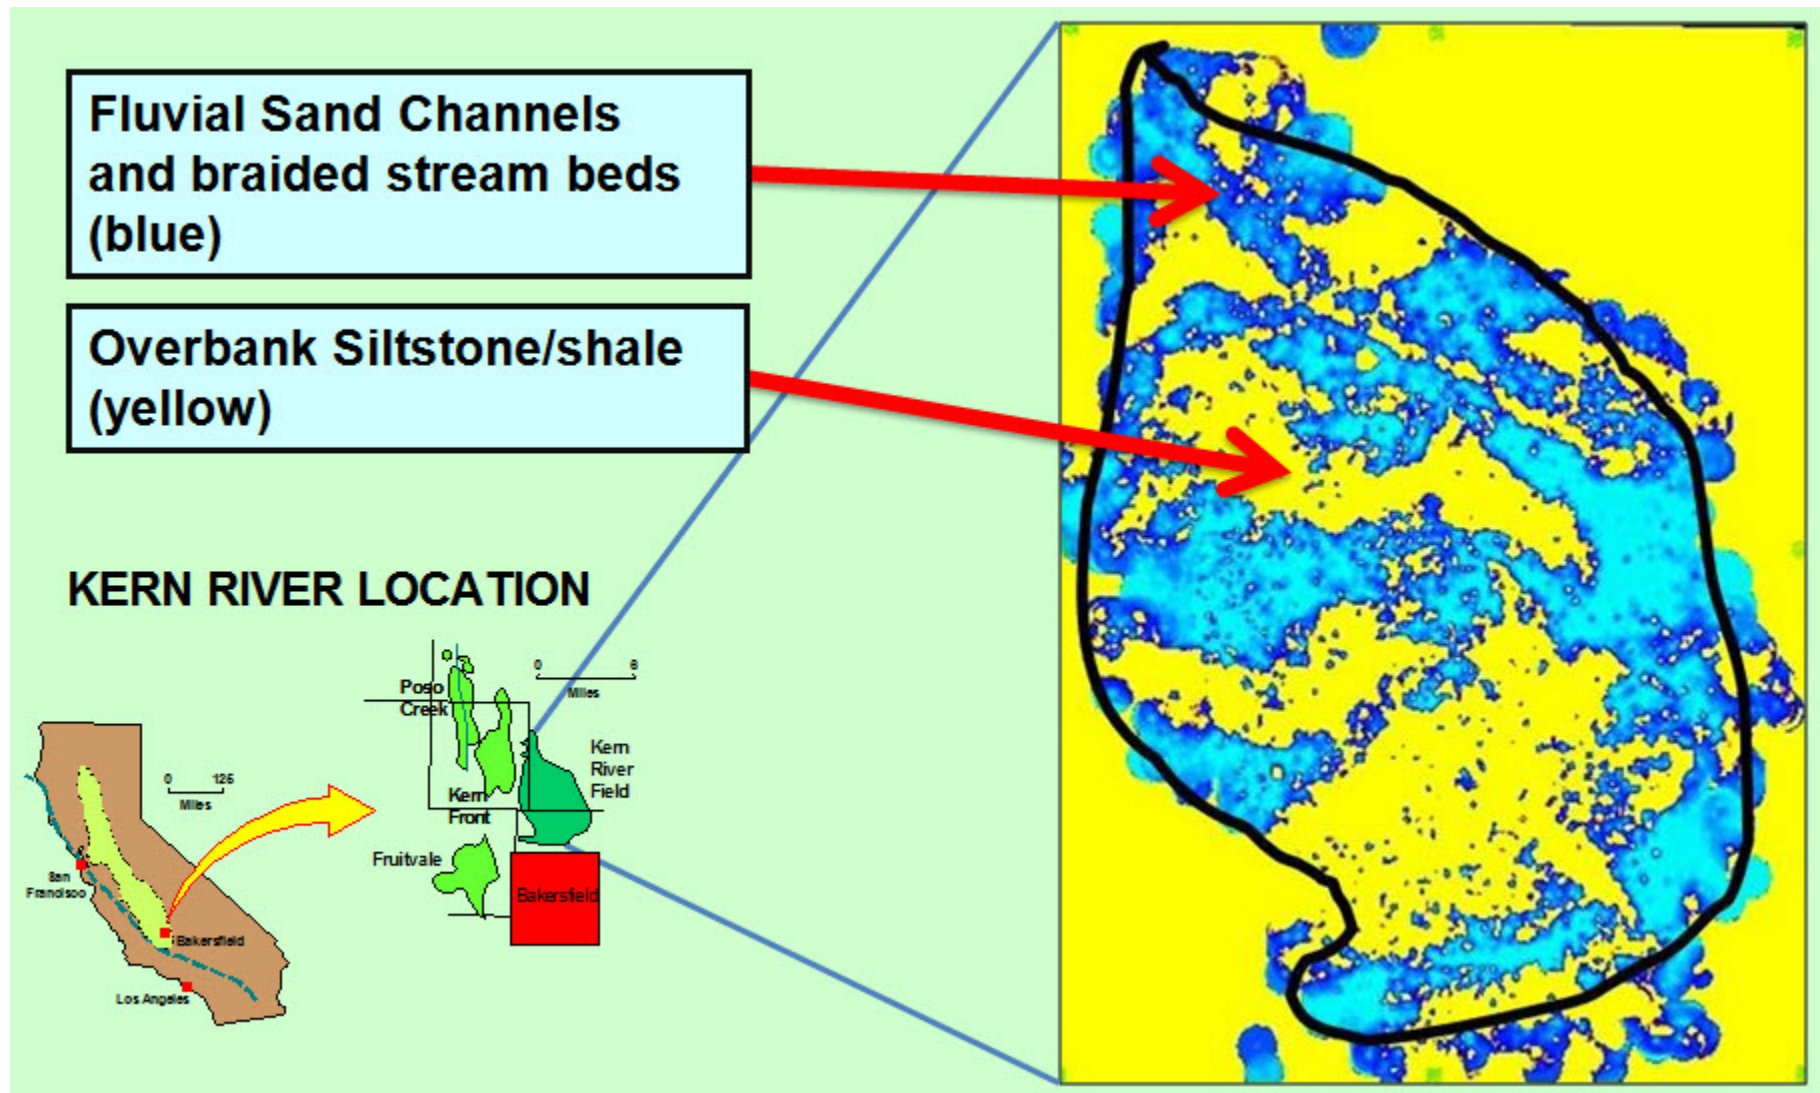 Fluvial Sand Channels
and braided stream beds
(blue)
Overbank Siltstone/shale
(yellow)
KERN RIVER LOCATION
0 6
Miles
Poso
Creek
Kern
River
Field
Kern
Front
Fruitvale
Bakersfield
0 125
Miles
San
Francisco
Bakersfield
Los Angeles